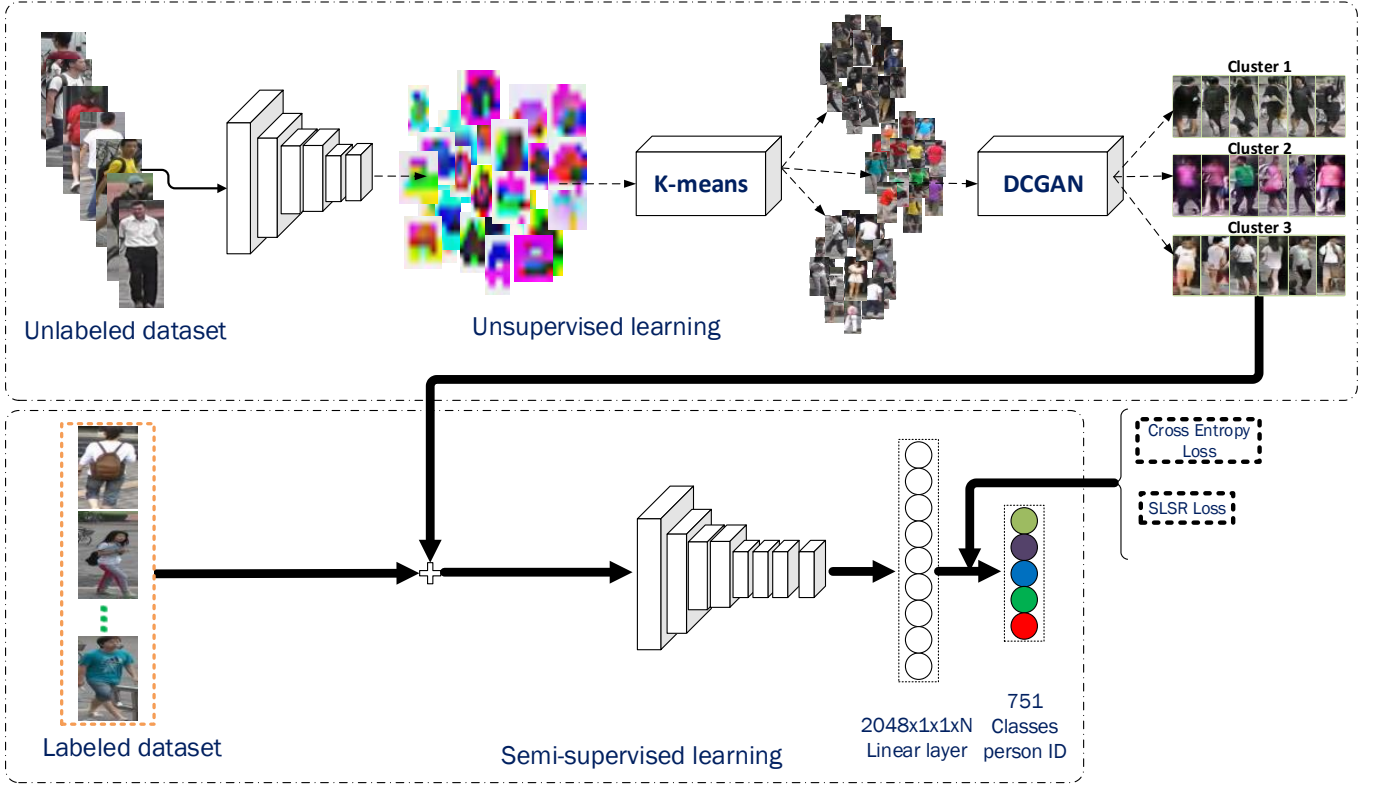 Cluster 1
K-means
DCGAN
Cluster 2
Cluster 3
Unlabeled dataset
Unsupervised learning
Cross Entropy
Loss
SLSR Loss
2048x1x1xN
Linear layer
751
Classes
person ID
Labeled dataset
Semi-supervised learning